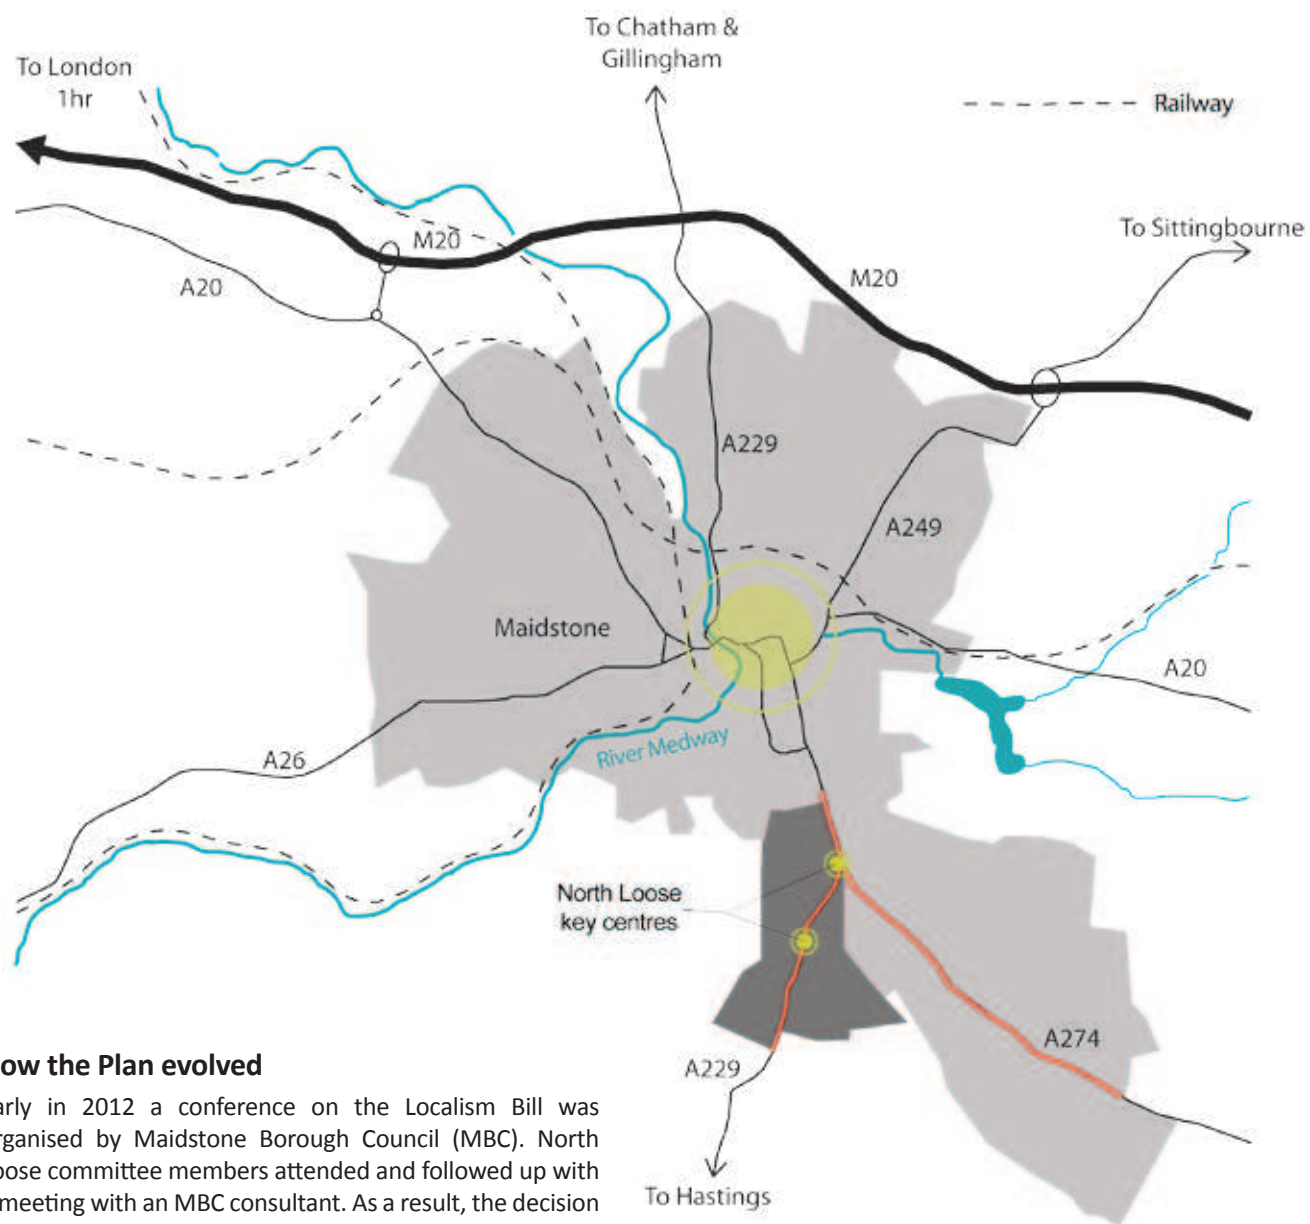 To Chatham &
Gillingham
To London
1hr
Railway
To Sittingbourne
M20
A20
M20
A229
A249
Maidstone
A20
River Medway
A26
North Loose
key centres
A274
A229
To Hastings
ow the Plan evolved
arly in 2012 a conference on the Localism Bill was
rganised by Maidstone Borough Council (MBC). North
oose committee members attended and followed up with
meeting with an MBC consultant. As a result, the decision